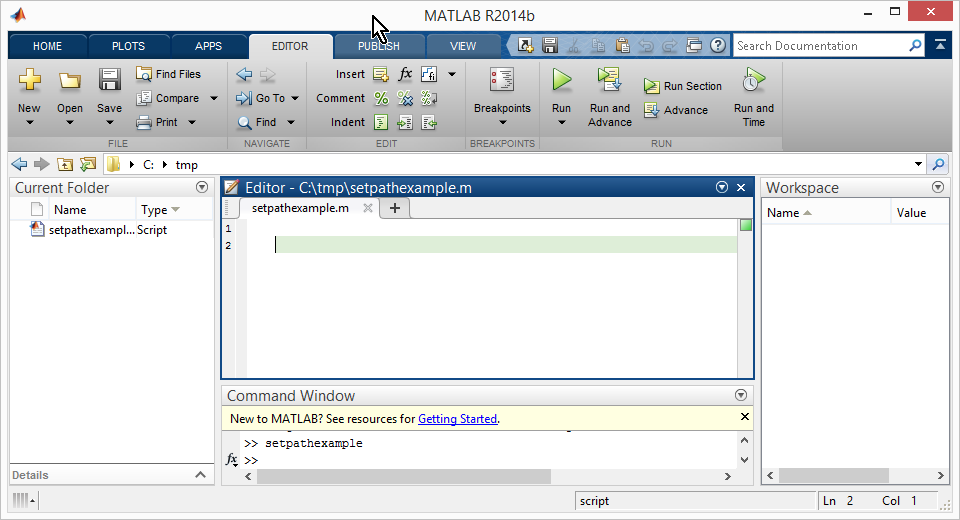 MATLAB R2014b
HOME PLOTS APPS EDITOR PUBLISH VIEW Search Documentation
New Open Save Find Files Compare Print
FILE
Go To Find
NAVIGATE
Insert fx fi
Comment % % %
Indent
EDIT
Breakpoints
BREAKPOINTS
Run Run and Advance Run Section Advance Run and Time
RUN
C: tmp
Current Folder
Name Type
setpathexampl... Script
Details
Editor - C:\tmp\setpathexample.m
setpathexample.m
1
2
Command Window
New to MATLAB? See resources for Getting Started.
>> setpathexample
fx >>
Workspace
Name Value
script Ln 2 Col 1